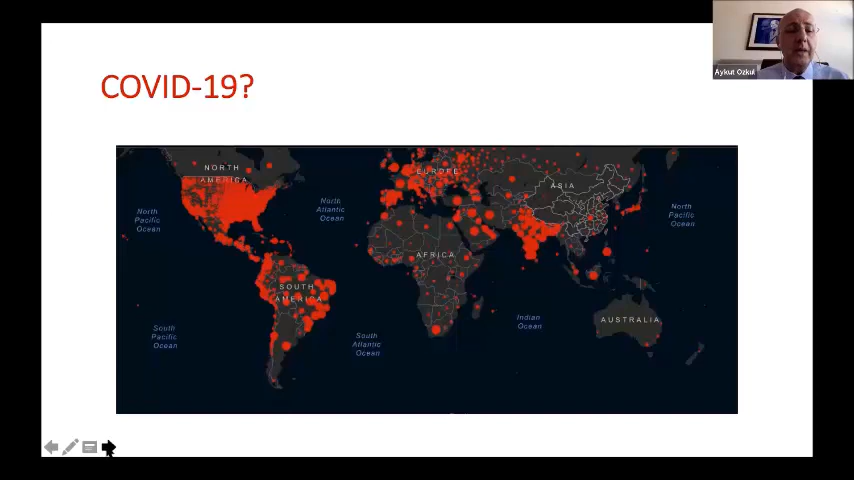 Aykut Ozkul
COVID-19?
NORTH
AMERICA
EUROPE
ASIA
North
Pacific
Ocean
North
Atlantic
Ocean
North
Pacific
Ocean
AFRICA
SOUTH
AMERICA
Indian
Ocean
AUSTRALIA
South
Pacific
Ocean
South
Atlantic
Ocean